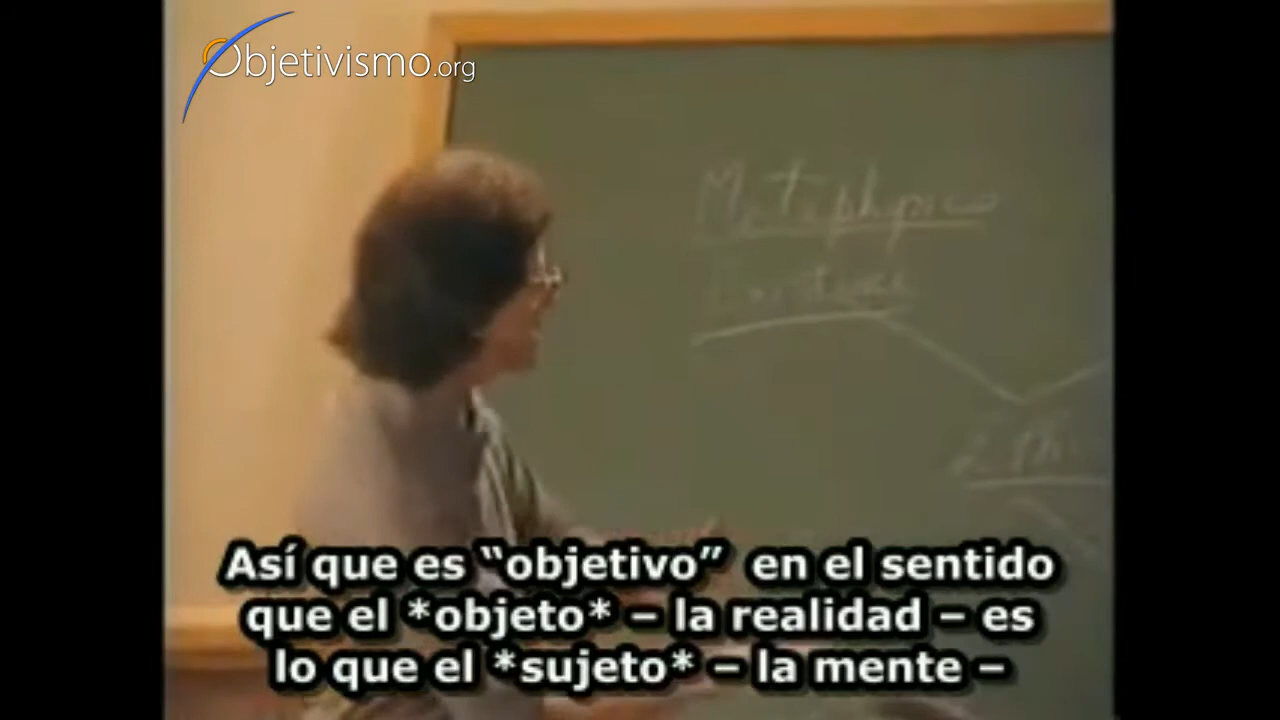 Objetivismo.org
Metaphysics
Así que es “objetivo” en el sentido
que el *objeto* – la realidad – es
lo que el *sujeto* – la mente –